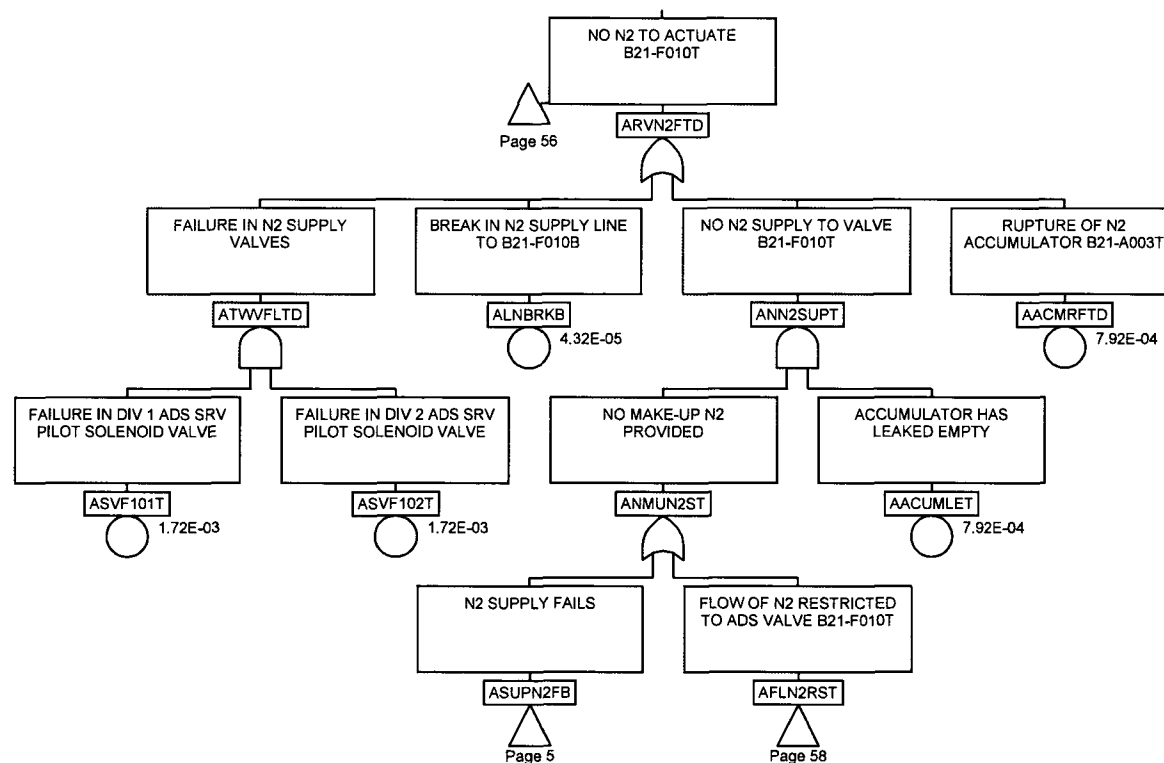 NO N2 TO ACTUATE
B21-F010T
Page 56
ARVN2FTD
FAILURE IN N2 SUPPLY
VALVES
BREAK IN N2 SUPPLY LINE
TO B21-F010B
NO N2 SUPPLY TO VALVE
B21-F010T
RUPTURE OF N2
ACCUMULATOR B21-A003T
ATWVFLTD
ALNBRKB
4.32E-05
ANN2SUPT
AACMRFTD
7.92E-04
FAILURE IN DIV 1 ADS SRV
PILOT SOLENOID VALVE
FAILURE IN DIV 2 ADS SRV
PILOT SOLENOID VALVE
NO MAKE-UP N2
PROVIDED
ACCUMULATOR HAS
LEAKED EMPTY
ASVF101T
1.72E-03
ASVF102T
1.72E-03
ANMUN2ST
AACUMLET
7.92E-04
N2 SUPPLY FAILS
FLOW OF N2 RESTRICTED
TO ADS VALVE B21-F010T
ASUPN2FB
Page 5
AFLN2RST
Page 58